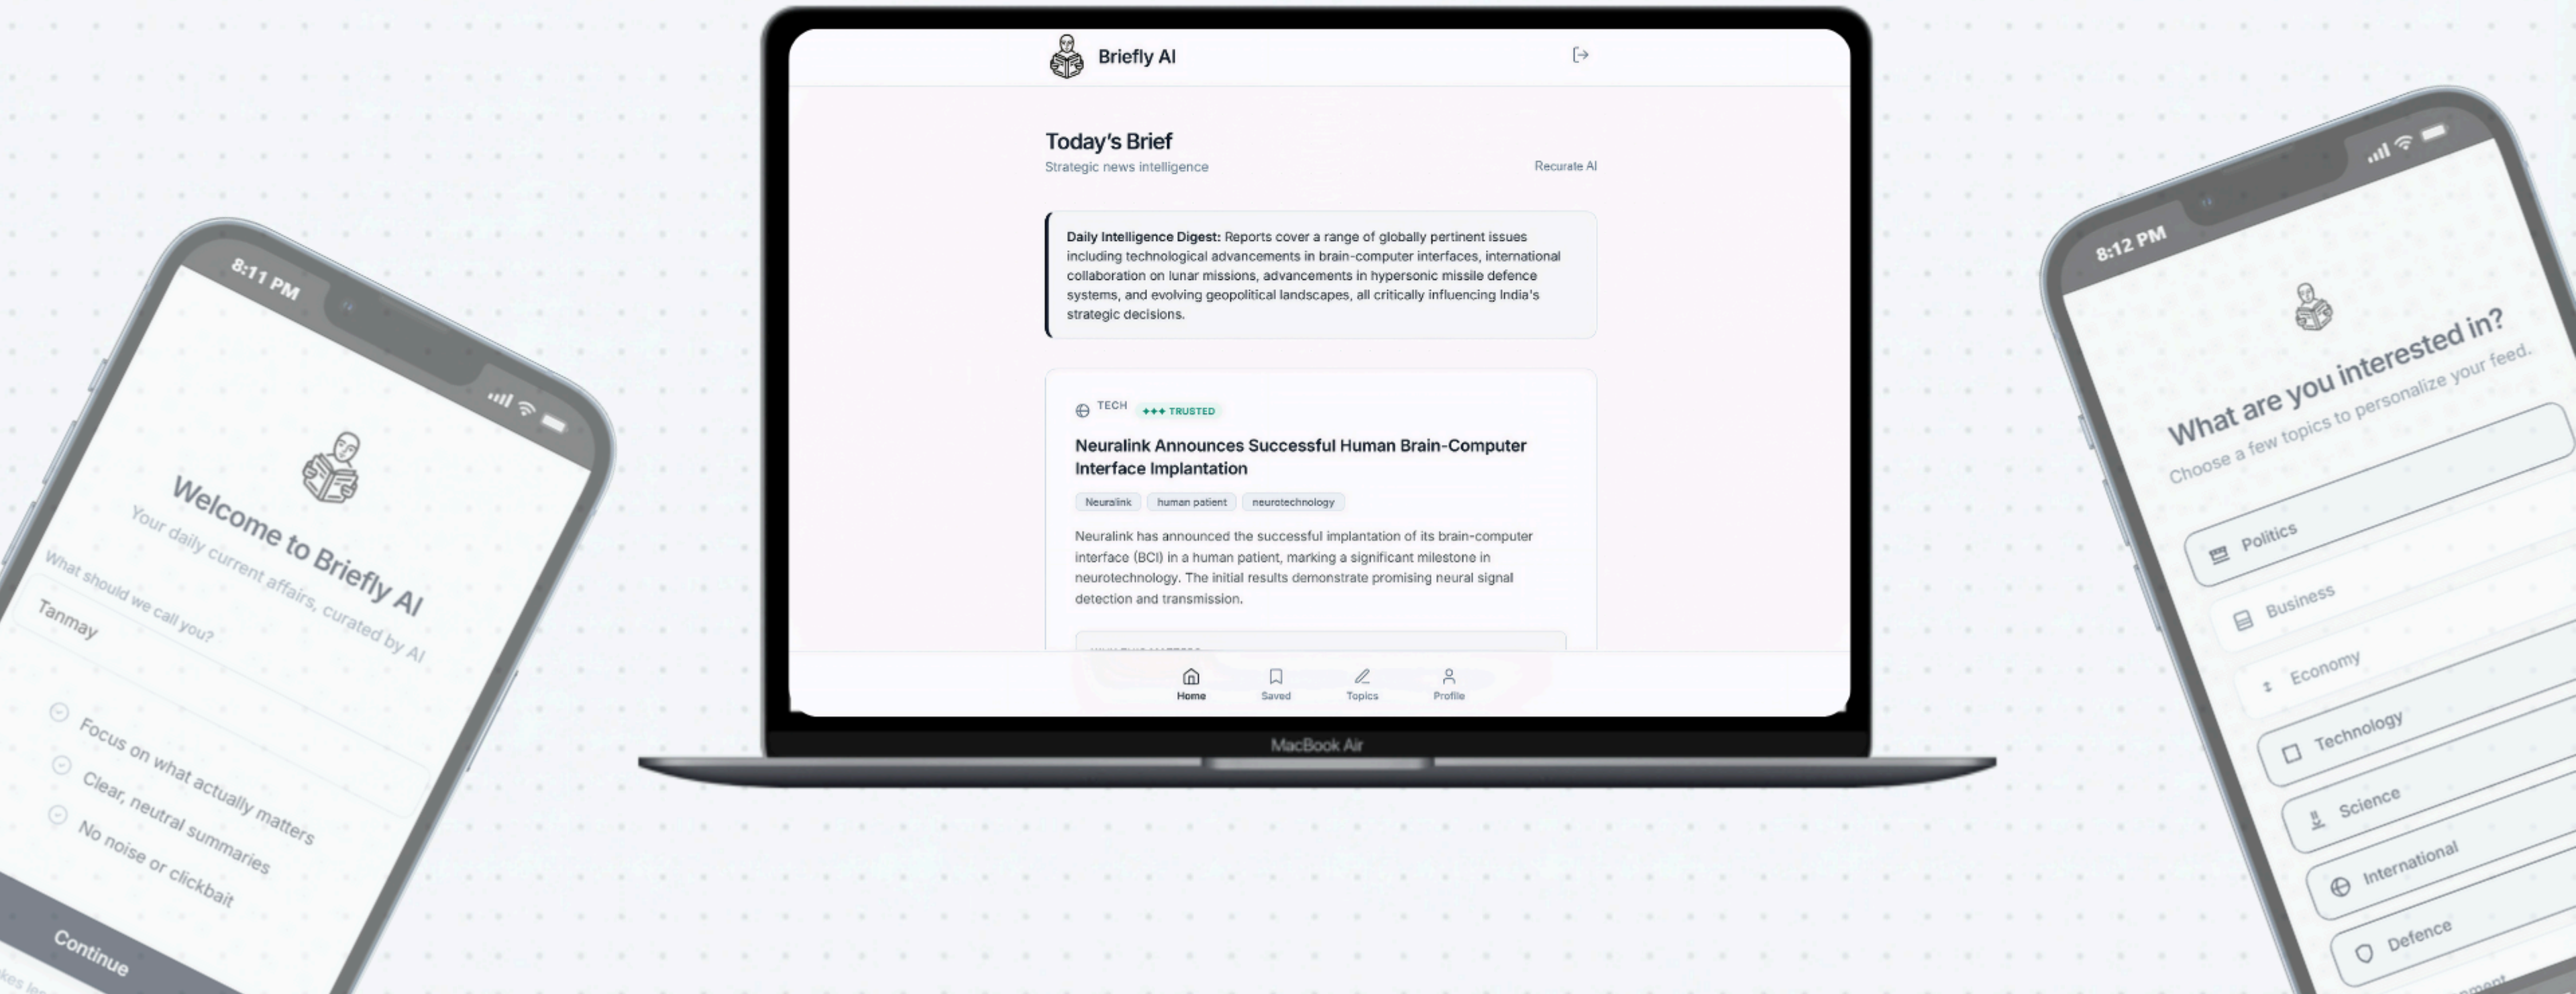 8:11 PM
Welcome to Briefly AI
Your daily current affairs, curated by AI
What should we call you?
Tanmay
Focus on what actually matters
Clear, neutral summaries
No noise or clickbait
Continue
Briefly AI
Today's Brief
Strategic news intelligence
Recurate AI
Daily Intelligence Digest: Reports cover a range of globally pertinent issues
including technological advancements in brain-computer interfaces, international
collaboration on lunar missions, advancements in hypersonic missile defence
systems, and evolving geopolitical landscapes, all critically influencing India's
strategic decisions.
TECH
TRUSTED
Neuralink Announces Successful Human Brain-Computer
Interface Implantation
Neuralink
human patient
neurotechnology
Neuralink has announced the successful implantation of its brain-computer
interface (BCI) in a human patient, marking a significant milestone in
neurotechnology. The initial results demonstrate promising neural signal
detection and transmission.
Home
Saved
Topics
Profile
MacBook Air
8:12 PM
What are you interested in?
Choose a few topics to personalize your feed.
Politics
Business
Economy
Technology
Science
International
Defence